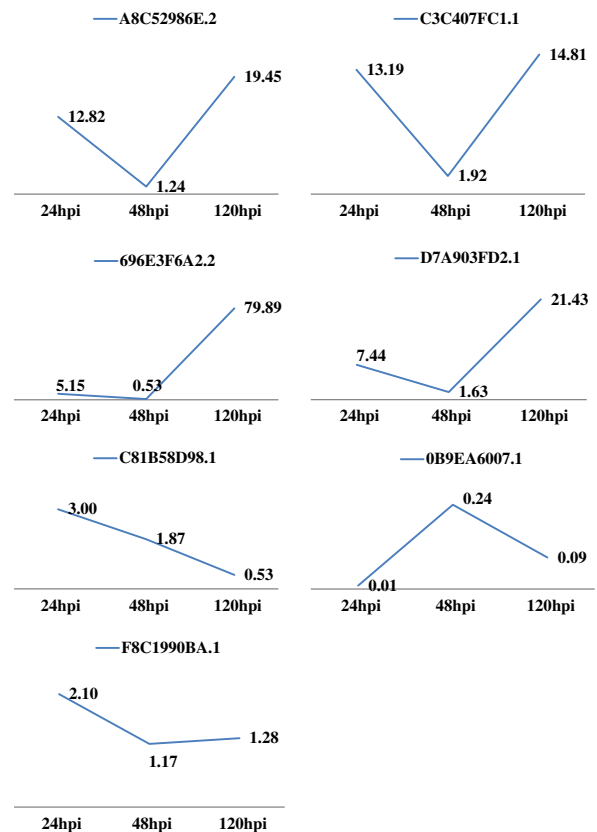 A8C52986E.2
12.82
1.24
19.45
24hpi 48hpi 120hpi
C3C407FC1.1
13.19
1.92
14.81
24hpi 48hpi 120hpi
696E3F6A2.2
5.15
0.53
79.89
24hpi 48hpi 120hpi
D7A903FD2.1
7.44
1.63
21.43
24hpi 48hpi 120hpi
C81B58D98.1
3.00
1.87
0.53
24hpi 48hpi 120hpi
0B9EA6007.1
0.01
0.24
0.09
24hpi 48hpi 120hpi
F8C1990BA.1
2.10
1.17
1.28
24hpi 48hpi 120hpi